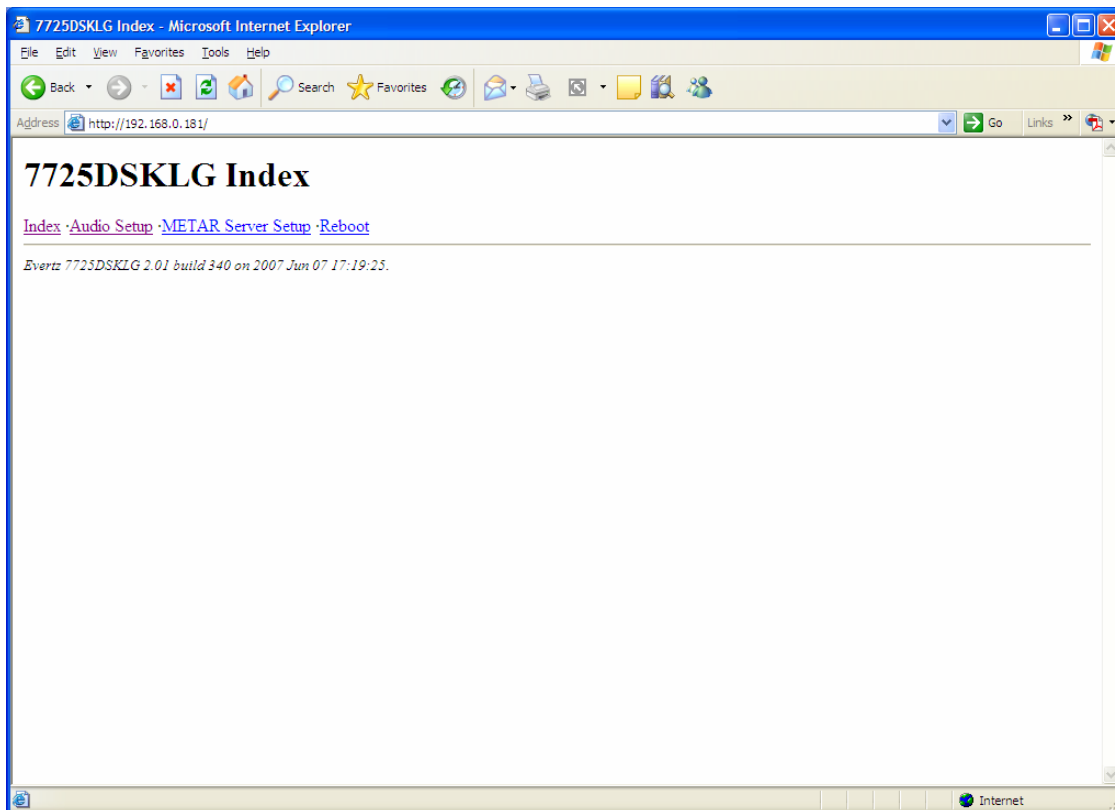 7725DSKLG Index - Microsoft Internet Explorer
File Edit View Favorites Tools Help
Back Search Favorites
Address http://192.168.0.181/ Go Links »
7725DSKLG Index
Index ·Audio Setup ·METAR Server Setup ·Reboot
Evertz 7725DSKLG 2.01 build 340 on 2007 Jun 07 17:19:25.
Internet